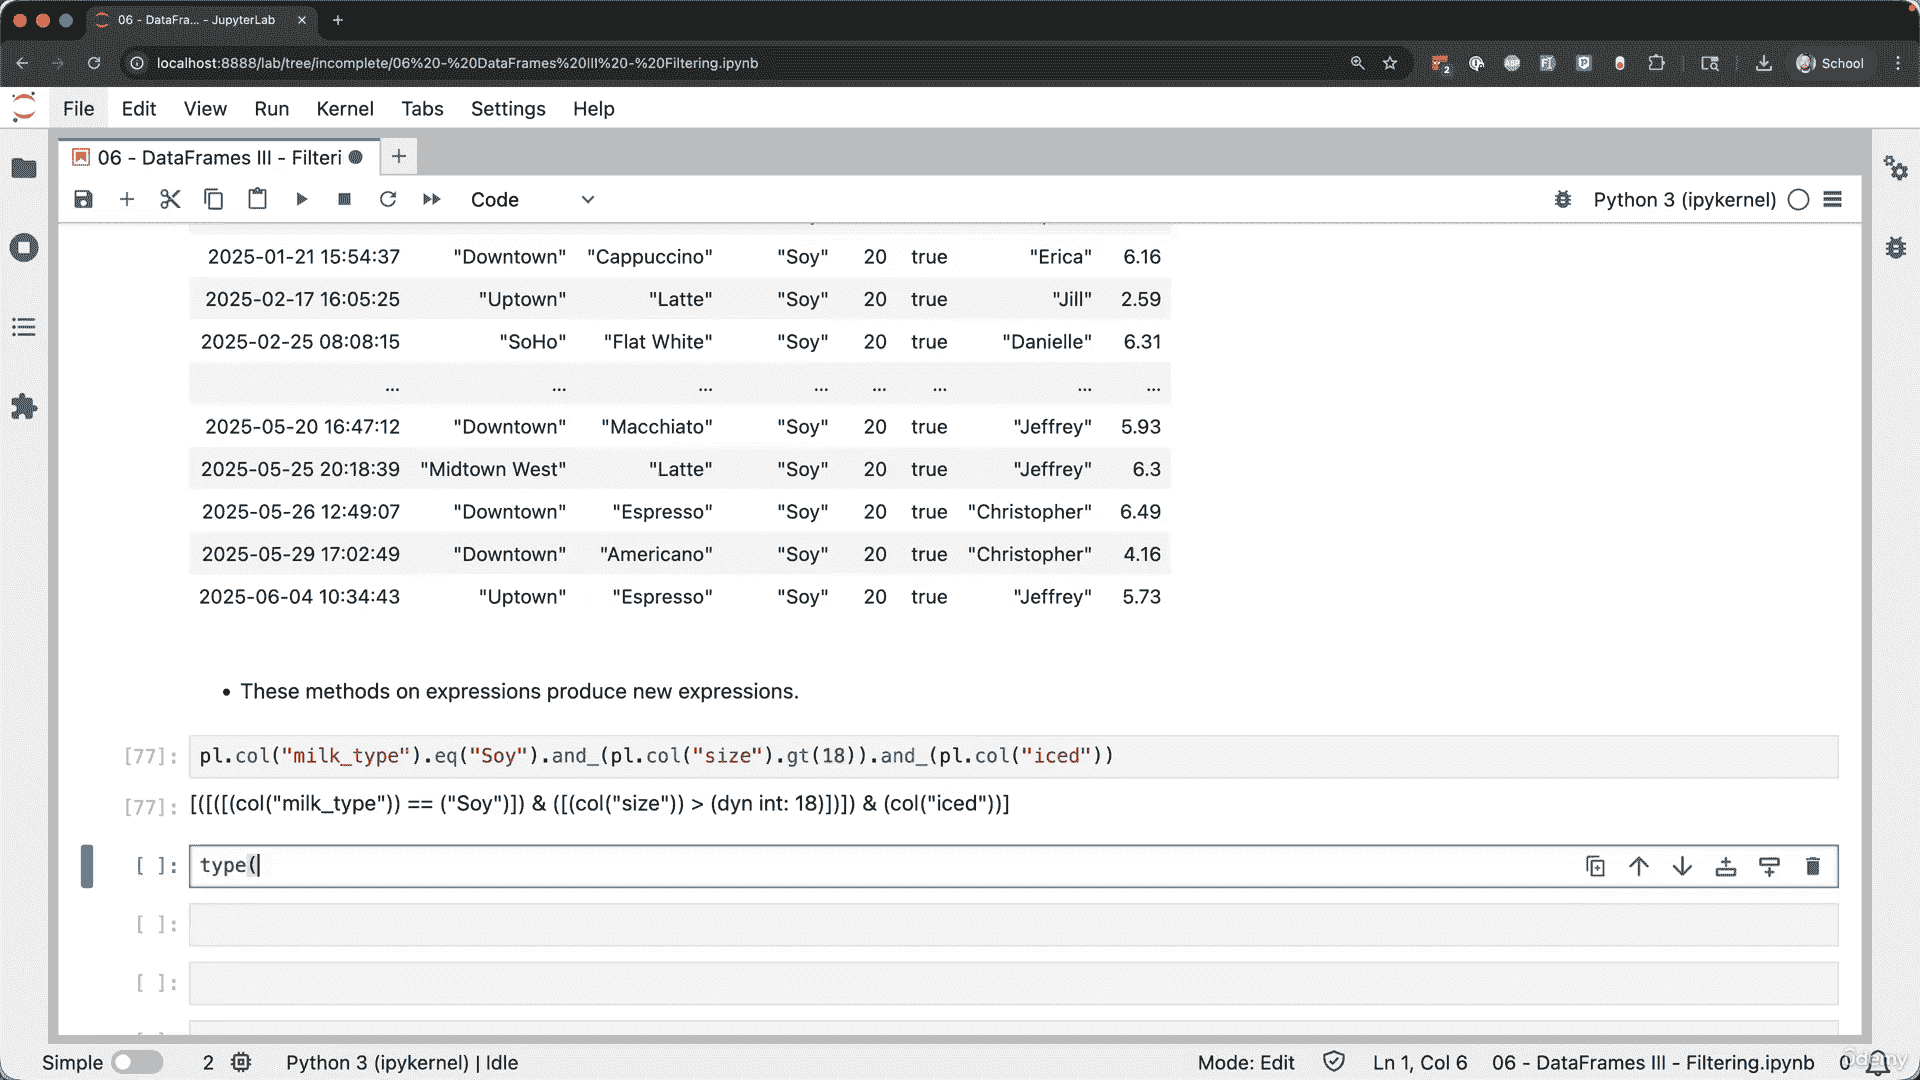 06 - DataFra... - JupyterLab
localhost:8888/lab/tree/incomplete/06%20-%20DataFrames%20III%20-%20Filtering.ipynb
2
ABP
School
File Edit View Run Kernel Tabs Settings Help
06 - DataFrames III - Filteri
Code
Python 3 (ipykernel)
2025-01-21 15:54:37 "Downtown" "Cappuccino" "Soy" 20 true "Erica" 6.16
2025-02-17 16:05:25 "Uptown" "Latte" "Soy" 20 true "Jill" 2.59
2025-02-25 08:08:15 "SoHo" "Flat White" "Soy" 20 true "Danielle" 6.31
... ... ... ... ... ... ... ...
2025-05-20 16:47:12 "Downtown" "Macchiato" "Soy" 20 true "Jeffrey" 5.93
2025-05-25 20:18:39 "Midtown West" "Latte" "Soy" 20 true "Jeffrey" 6.3
2025-05-26 12:49:07 "Downtown" "Espresso" "Soy" 20 true "Christopher" 6.49
2025-05-29 17:02:49 "Downtown" "Americano" "Soy" 20 true "Christopher" 4.16
2025-06-04 10:34:43 "Uptown" "Espresso" "Soy" 20 true "Jeffrey" 5.73
• These methods on expressions produce new expressions.
[77]: pl.col("milk_type").eq("Soy").and_(pl.col("size").gt(18)).and_(pl.col("iced"))
[77]: [([([(col("milk_type")) == ("Soy")]) & ([(col("size")) > (dyn int: 18)])]) & (col("iced"))]
[ ]: type(
[ ]:
[ ]:
Simple 2 Python 3 (ipykernel) | Idle Mode: Edit Ln 1, Col 6 06 - DataFrames III - Filtering.ipynb 0
udemy